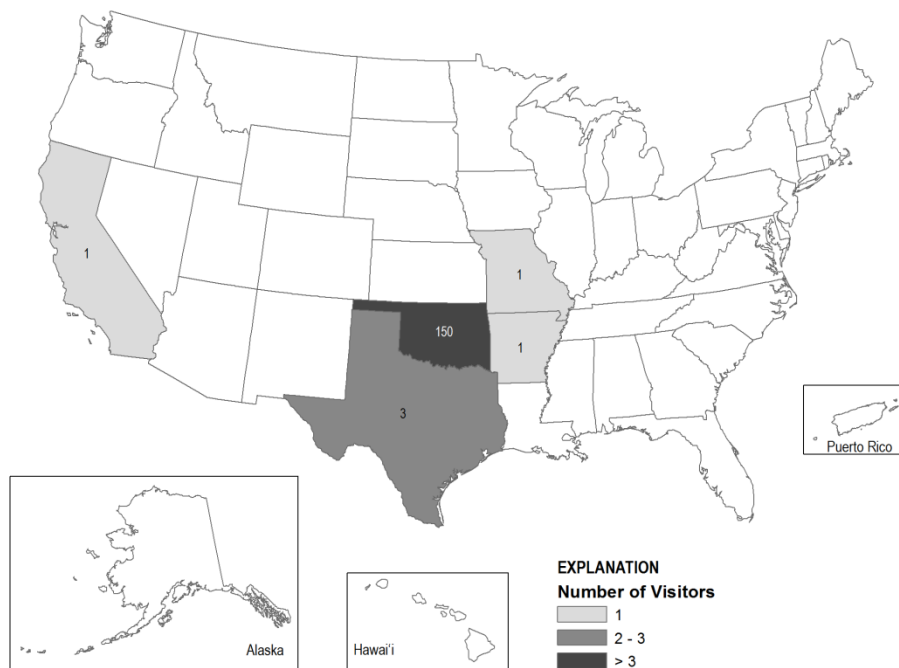 1
1
150
1
3
Puerto Rico
Alaska
Hawai'i
EXPLANATION
Number of Visitors
1
2 - 3
> 3